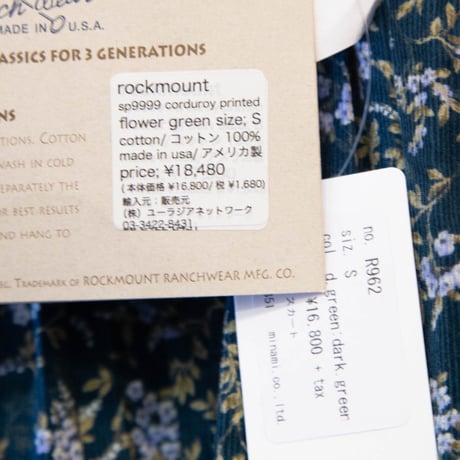 MADE IN U.S.A.
ASSICS FOR 3 GENERATIONS
NS
TIONS. COTTON
WASH IN COLD
EPARATELY THE
R BEST RESULTS
ND HANG TO
TRADEMARK OF ROCKMOUNT RANCHWEAR MFG. CO.
rockmount
sp9999 corduroy printed
flower green size; S
cotton/コットン 100%
made in usa/アメリカ製
price; ¥18,480
(本体価格 ¥16,800/税 ¥1,680)
輸入元:販売元
(株)ユーラジアネットワーク
03-3422-8431
no. R962
siz. S
col. d.green:dark green
¥16,800 + tax
スカート
minami.co.,ltd